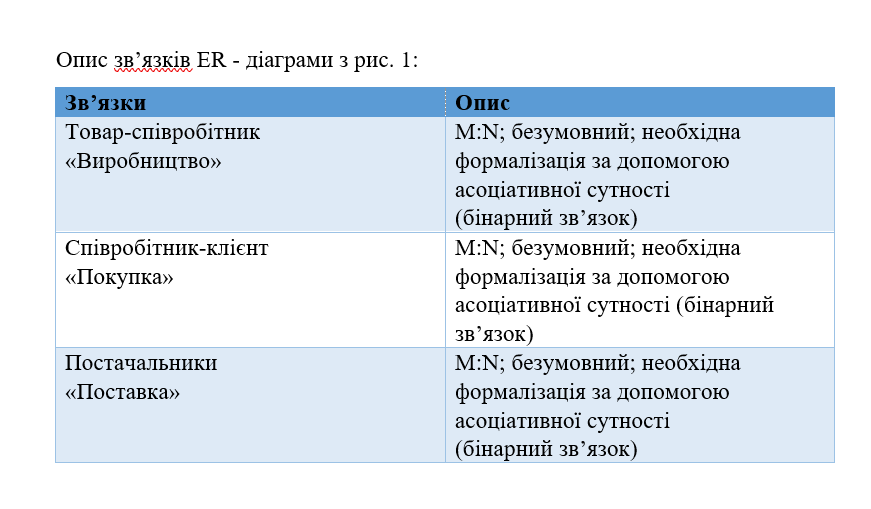 Опис зв’язків ER - діаграми з рис. 1:
Зв’язки
Опис
Товар-співробітник
«Виробництво»
M:N; безумовний; необхідна
формалізація за допомогою
асоціативної сутності
(бінарний зв’язок)
Співробітник-клієнт
«Покупка»
M:N; безумовний; необхідна
формалізація за допомогою
асоціативної сутності (бінарний
зв’язок)
Постачальники
«Поставка»
M:N; безумовний; необхідна
формалізація за допомогою
асоціативної сутності
(бінарний зв’язок)